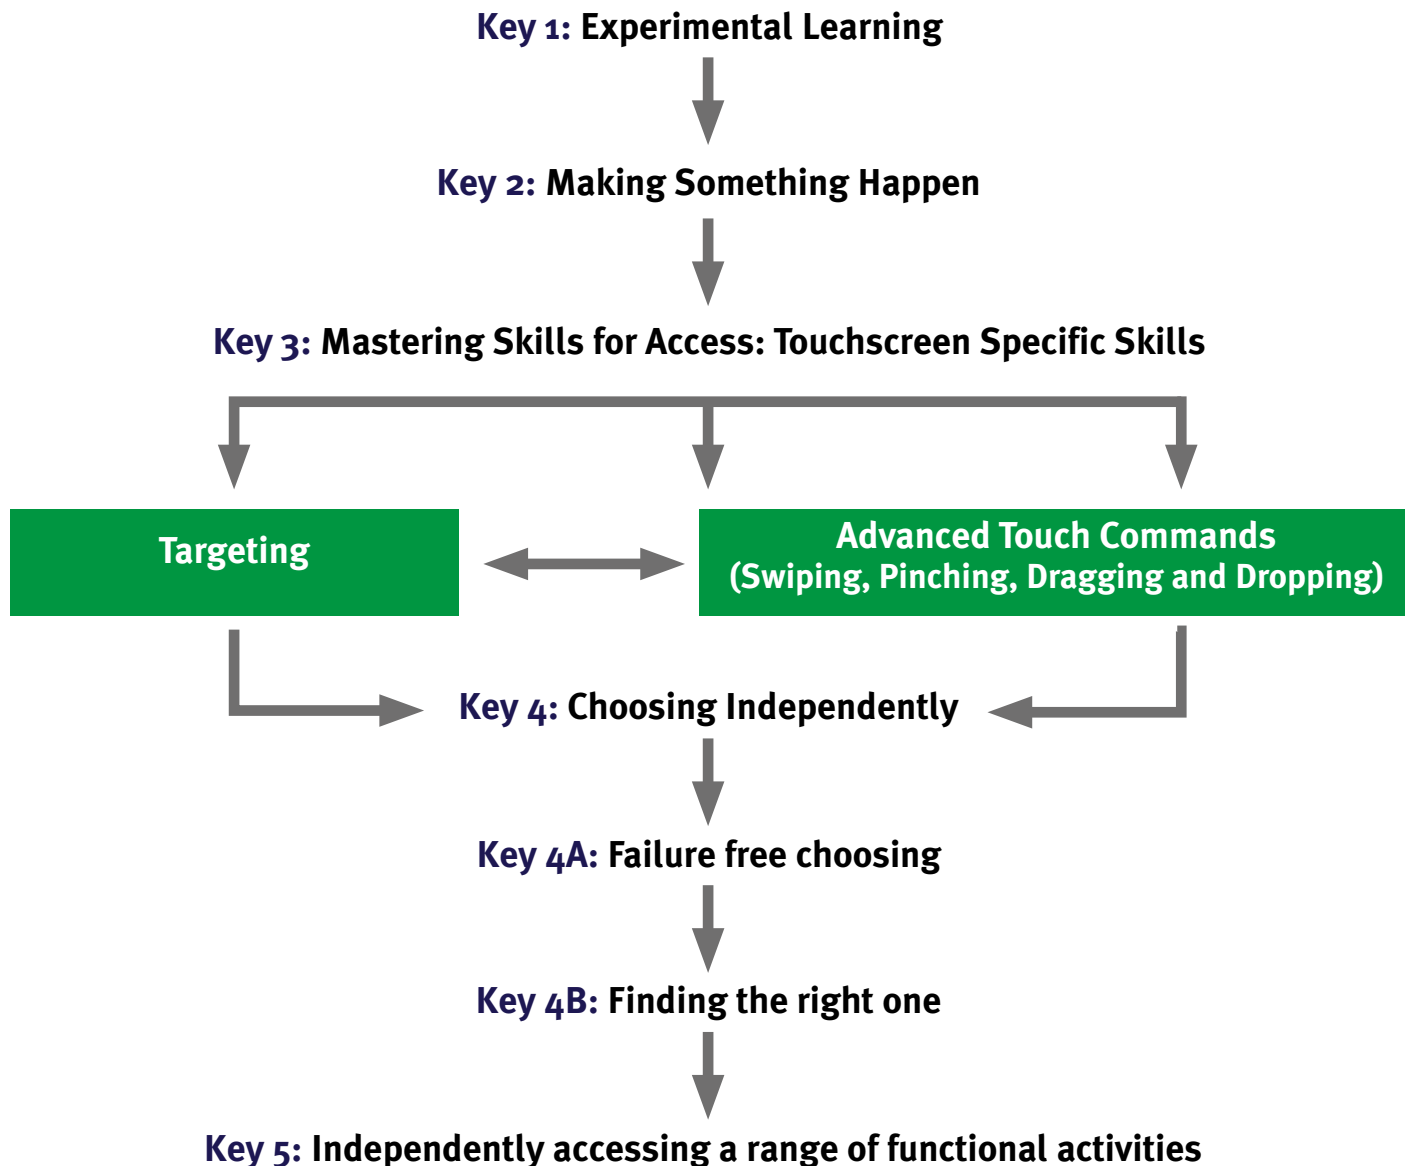 Key 1: Experimental Learning
Key 2: Making Something Happen
Key 3: Mastering Skills for Access: Touchscreen Specific Skills
Targeting
Advanced Touch Commands
(Swiping, Pinching, Dragging and Dropping)
Key 4: Choosing Independently
Key 4A: Failure free choosing
Key 4B: Finding the right one
Key 5: Independently accessing a range of functional activities